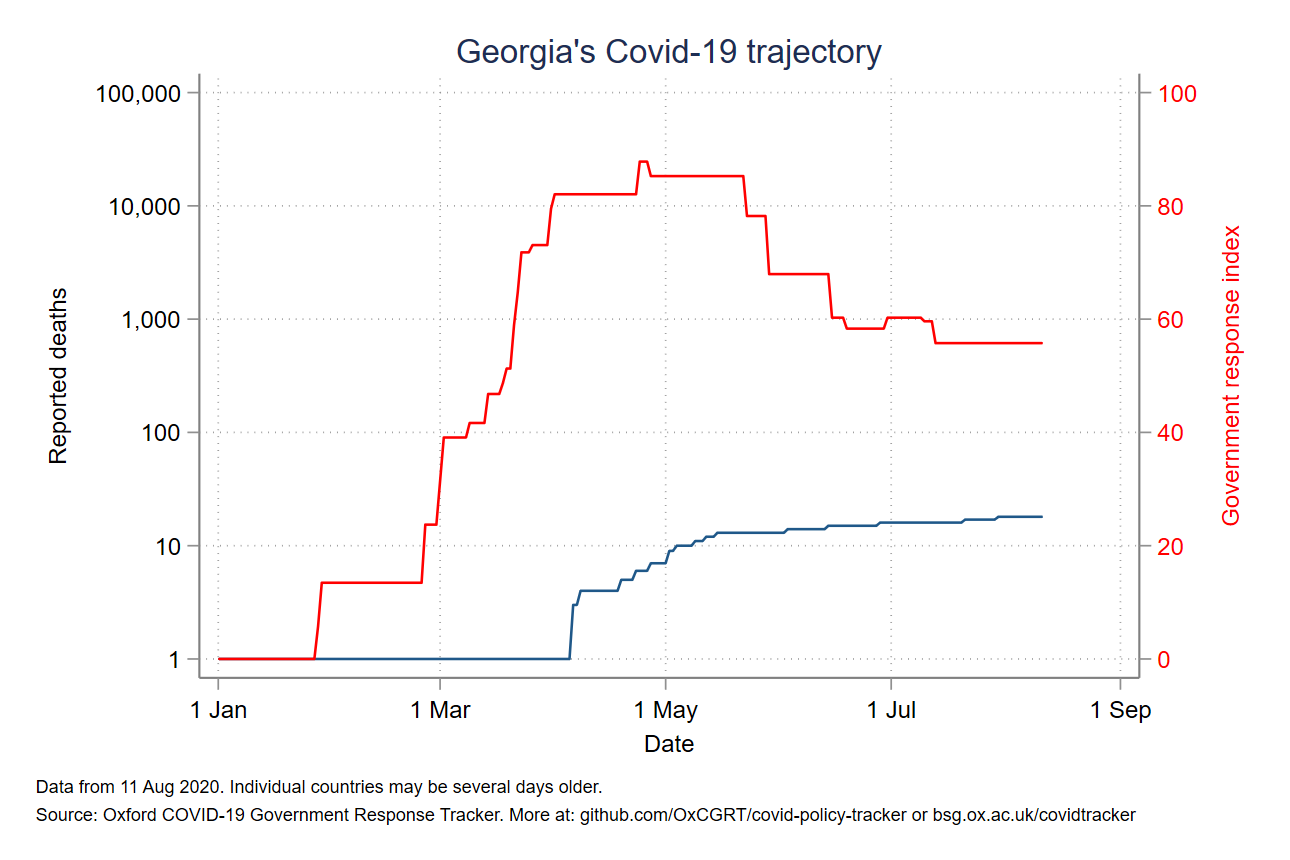 Georgia's Covid-19 trajectory
100,000
10,000
1,000
100
10
1
Reported deaths
100
80
60
40
20
0
Government response index
1 Jan
1 Mar
1 May
1 Jul
1 Sep
Date
Data from 11 Aug 2020. Individual countries may be several days older.
Source: Oxford COVID-19 Government Response Tracker. More at: github.com/OxCGRT/covid-policy-tracker or bsg.ox.ac.uk/covidtracker